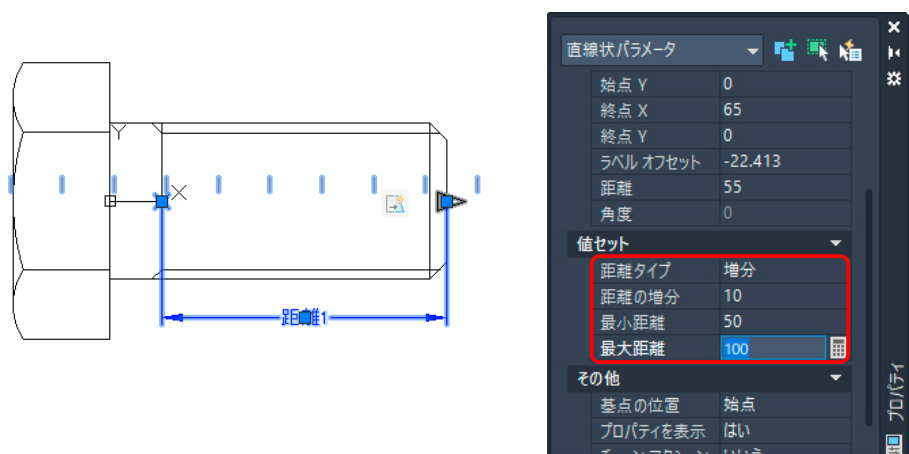 Y
X
距離1
直線状パラメータ
始点 Y 0
終点 X 65
終点 Y 0
ラベル オフセット -22.413
距離 55
角度 0
値セット
距離タイプ 増分
距離の増分 10
最小距離 50
最大距離 100
その他
基点の位置 始点
プロパティを表示 はい
プロパティ